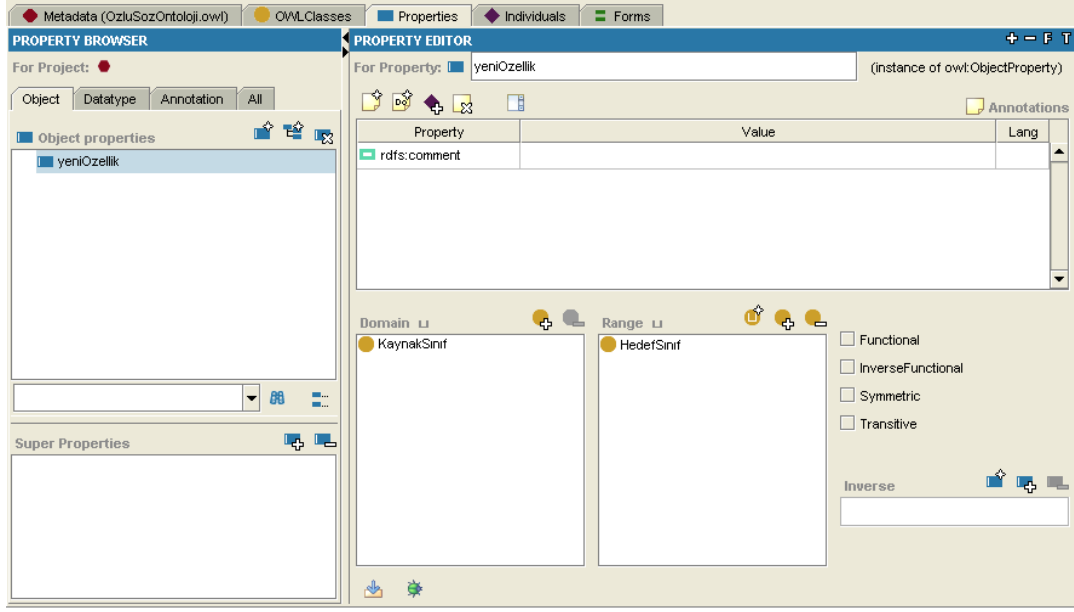 Metadata (OzluSozOntoloji.owl) OWLClasses Properties Individuals Forms
PROPERTY BROWSER
For Project:
Object Datatype Annotation All
Object properties
yeniOzellik
Super Properties
PROPERTY EDITOR F T
For Property: yeniOzellik (instance of owl:ObjectProperty)
Annotations
Property Value Lang
rdfs:comment
Domain ⊔ Range ⊔
KaynakSınıf HedefSınıf
Functional
InverseFunctional
Symmetric
Transitive
Inverse